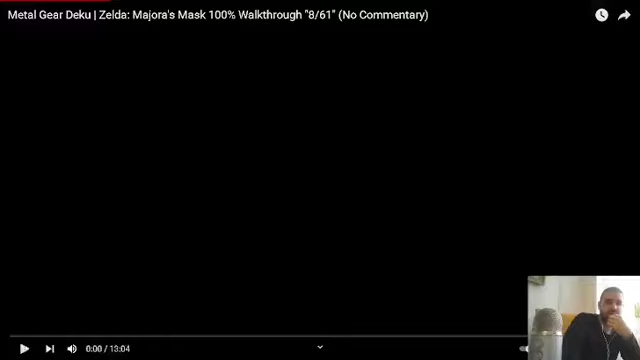 Metal Gear Deku | Zelda: Majora's Mask 100% Walkthrough "8/61" (No Commentary)
0:00 / 13:04